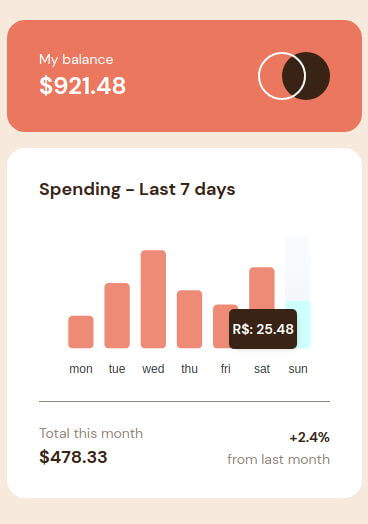 My balance
$921.48
Spending - Last 7 days
R$: 25.48
mon tue wed thu fri sat sun
Total this month
$478.33
+2.4%
from last month